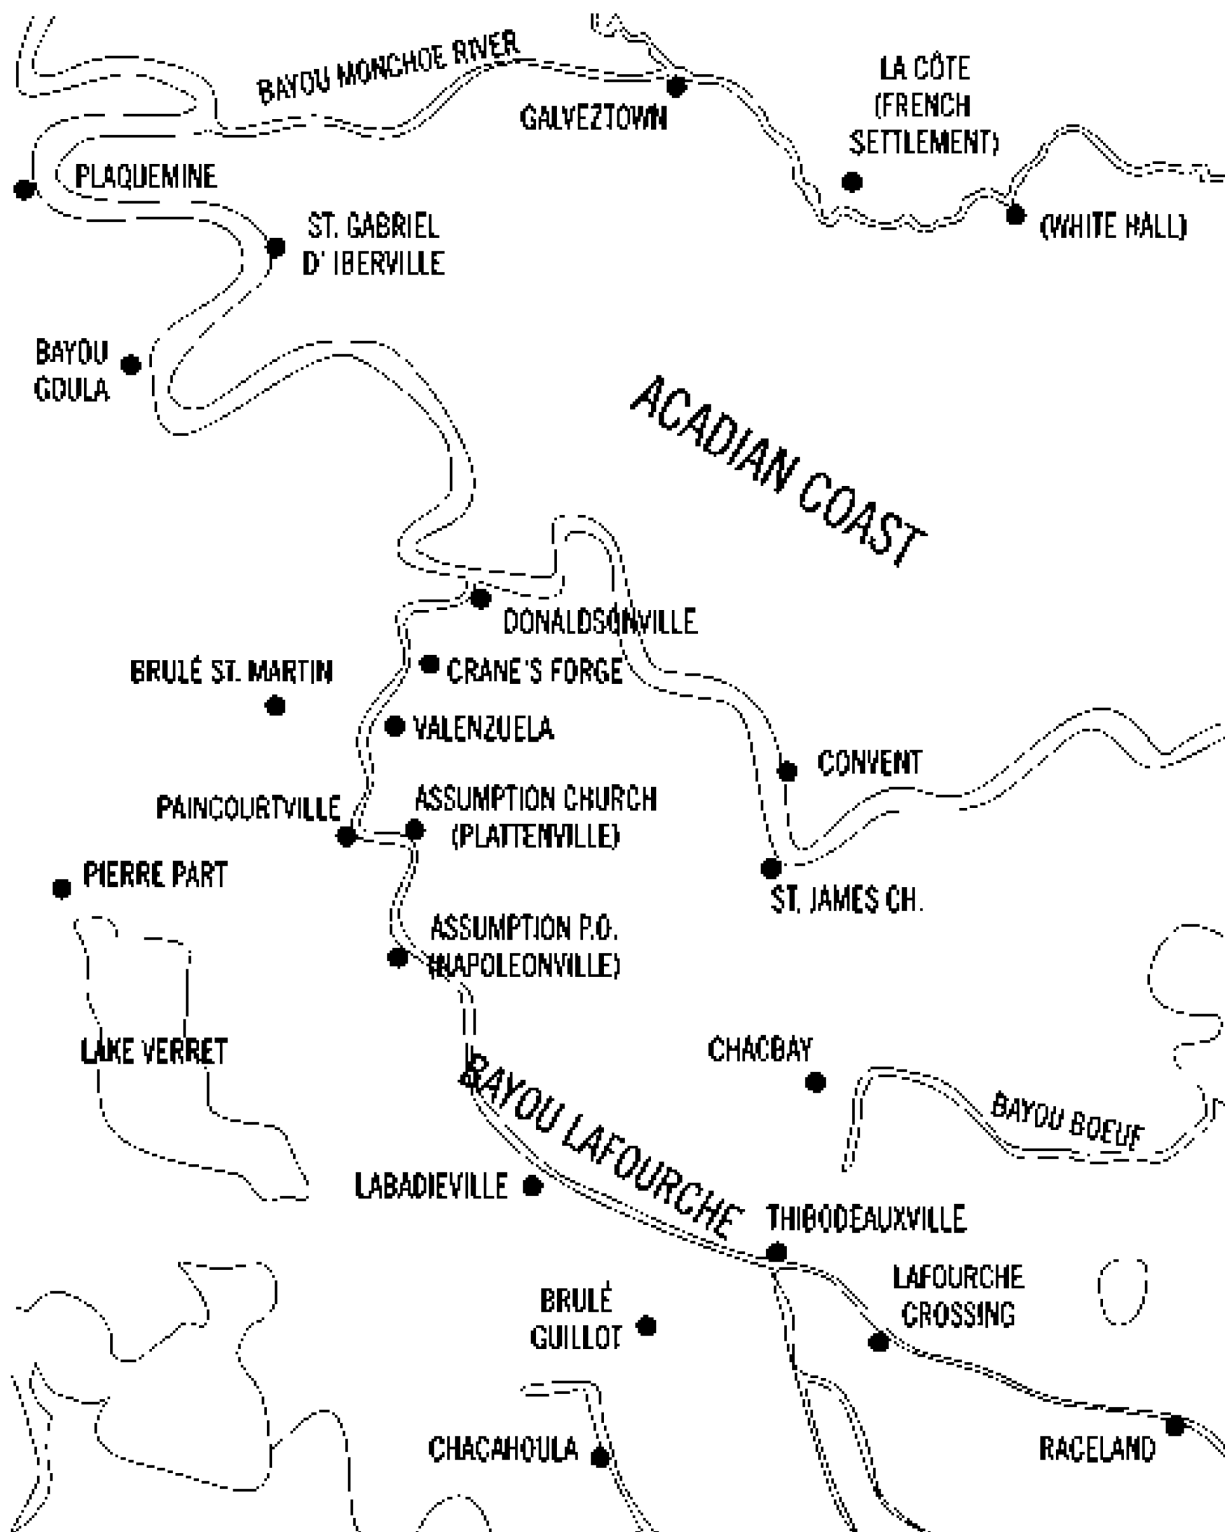 BAYOU MONCHOE RIVER
GALVEZTOWN
LA CÔTE
(FRENCH
SETTLEMENT)
(WHITE HALL)
PLAQUEMINE
ST. GABRIEL
D' IBERVILLE
BAYOU
GOULA
ACADIAN COAST
DONALDSONVILLE
BRULÉ ST. MARTIN
CRANE'S FORGE
VALENZUELA
CONVENT
PAINCOURTVILLE
ASSUMPTION CHURCH
(PLATTENVILLE)
PIERRE PART
ST. JAMES CH.
ASSUMPTION P.O.
(NAPOLEONVILLE)
LAKE VERRET
CHACBAY
BAYOU BOEUF
BAYOU LAFOURCHE
LABADIEVILLE
THIBODEAUXVILLE
LAFOURCHE
CROSSING
BRULÉ
GUILLOT
CHACAHOULA
RACELAND